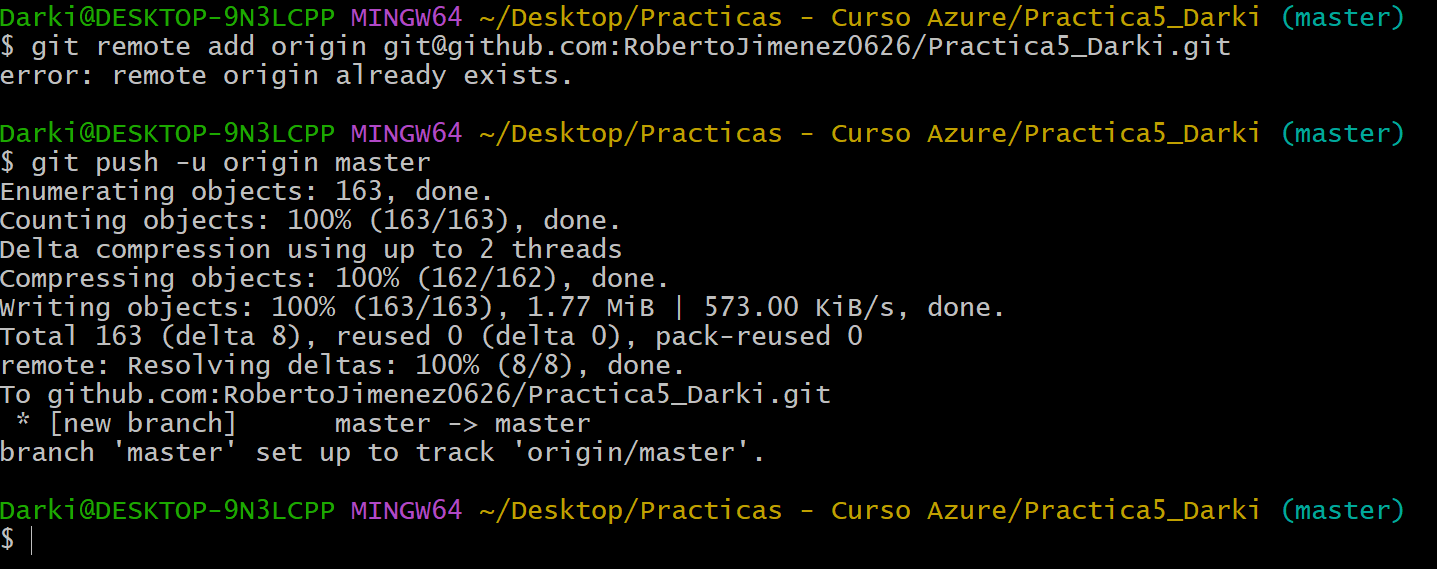 Darki@DESKTOP-9N3LCPP MINGW64 ~/Desktop/Practicas - Curso Azure/Practica5_Darki (master)
$ git remote add origin git@github.com:RobertoJimenez0626/Practica5_Darki.git
error: remote origin already exists.
Darki@DESKTOP-9N3LCPP MINGW64 ~/Desktop/Practicas - Curso Azure/Practica5_Darki (master)
$ git push -u origin master
Enumerating objects: 163, done.
Counting objects: 100% (163/163), done.
Delta compression using up to 2 threads
Compressing objects: 100% (162/162), done.
Writing objects: 100% (163/163), 1.77 MiB | 573.00 KiB/s, done.
Total 163 (delta 8), reused 0 (delta 0), pack-reused 0
remote: Resolving deltas: 100% (8/8), done.
To github.com:RobertoJimenez0626/Practica5_Darki.git
 * [new branch]      master -> master
branch 'master' set up to track 'origin/master'.
Darki@DESKTOP-9N3LCPP MINGW64 ~/Desktop/Practicas - Curso Azure/Practica5_Darki (master)
$